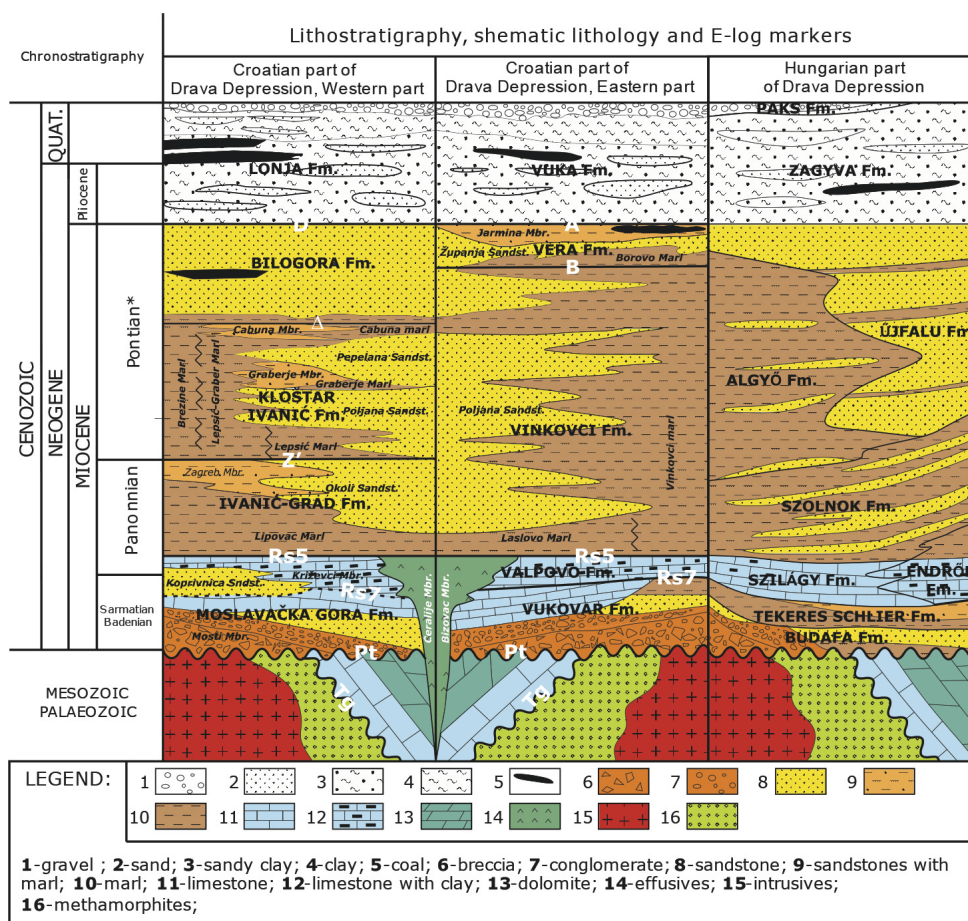 Chronostratigraphy
Lithostratigraphy, shematic lithology and E-log markers
Croatian part of
Drava Depression, Western part
Croatian part of
Drava Depression, Eastern part
Hungarian part
of Drava Depression
CENOZOIC
QUAT.
NEOGENE
Pliocene
MIOCENE
Pontian*
Panonnian
Sarmatian
Badenian
MESOZOIC
PALAEOZOIC
LONJA Fm.
D
BILOGORA Fm.
Δ
Cabuna Mbr.
Cabuna marl
Pepelana Sandst.
Brezine Marl
Lepsić-Graber Marl
Graberje Mbr.
Graberje Marl
KLOŠTAR
IVANIĆ Fm.
Poljana Sandst.
Lepsić Marl
Z'
Zagreb Mbr.
Okoli Sandst.
IVANIĆ-GRAD Fm.
Lipovac Marl
Rs5
Križevci Mbr.
Koprivnica Sndst.
Rs7
MOSLAVAČKA GORA Fm.
Mosti Mbr.
Pt
Tg
Ceralije Mbr.
Bizovac Mbr.
VUKA Fm.
A
Jarmina Mbr.
Županja Sandst.
VERA Fm.
Borovo Marl
B
Poljana Sandst.
VINKOVCI Fm.
Vinkovci marl
Laslovo Marl
Rs5
VALPOVO Fm.
Rs7
VUKOVAR Fm.
Pt
Tg
PAKS Fm.
ZAGYVA Fm.
ÚJFALU Fm.
ALGYŐ Fm.
SZOLNOK Fm.
SZILÁGY Fm.
ENDRŐD
Fm.
TEKERES SCHLIER Fm.
BUDAFA Fm.
LEGEND:
1 2 3 4 5 6 7 8 9
10 11 12 13 14 15 16
1-gravel ; 2-sand; 3-sandy clay; 4-clay; 5-coal; 6-breccia; 7-conglomerate; 8-sandstone; 9-sandstones with
marl; 10-marl; 11-limestone; 12-limestone with clay; 13-dolomite; 14-effusives; 15-intrusives;
16-methamorphites;